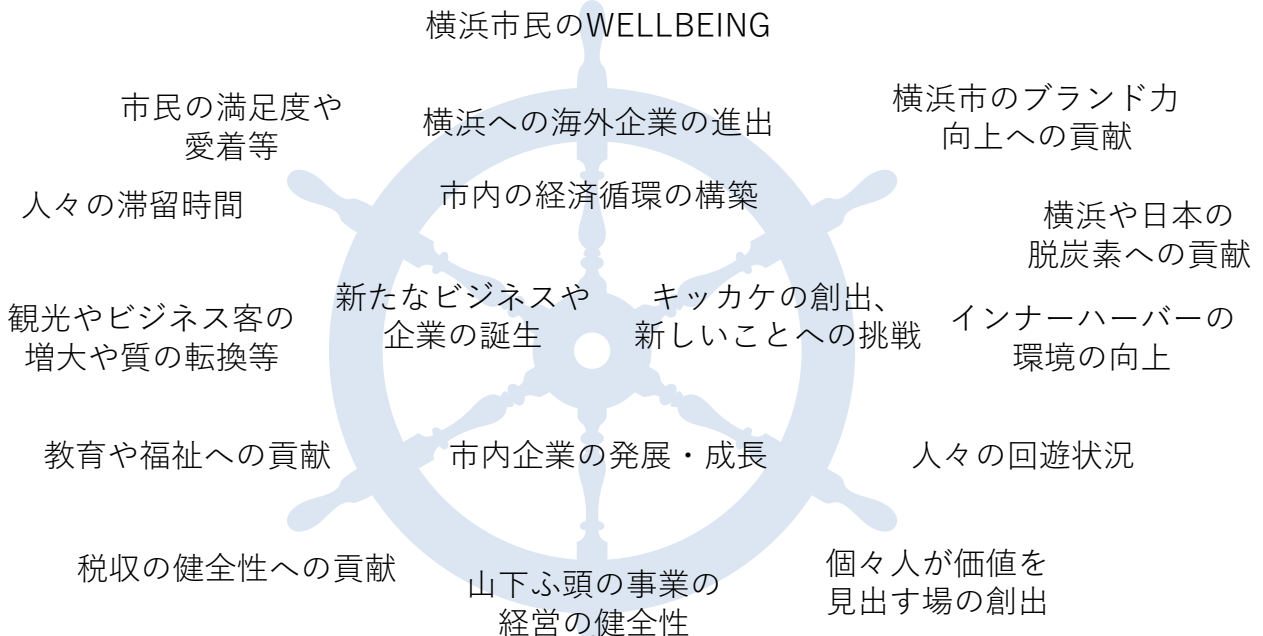 横浜市民のWELLBEING
市民の満足度や
愛着等
横浜への海外企業の進出
横浜市のブランド力
向上への貢献
人々の滞留時間
市内の経済循環の構築
横浜や日本の
脱炭素への貢献
観光やビジネス客の
増大や質の転換等
新たなビジネスや
企業の誕生
キッカケの創出、
新しいことへの挑戦
インナーハーバーの
環境の向上
教育や福祉への貢献
市内企業の発展・成長
人々の回遊状況
税収の健全性への貢献
山下ふ頭の事業の
経営の健全性
個々人が価値を
見出す場の創出